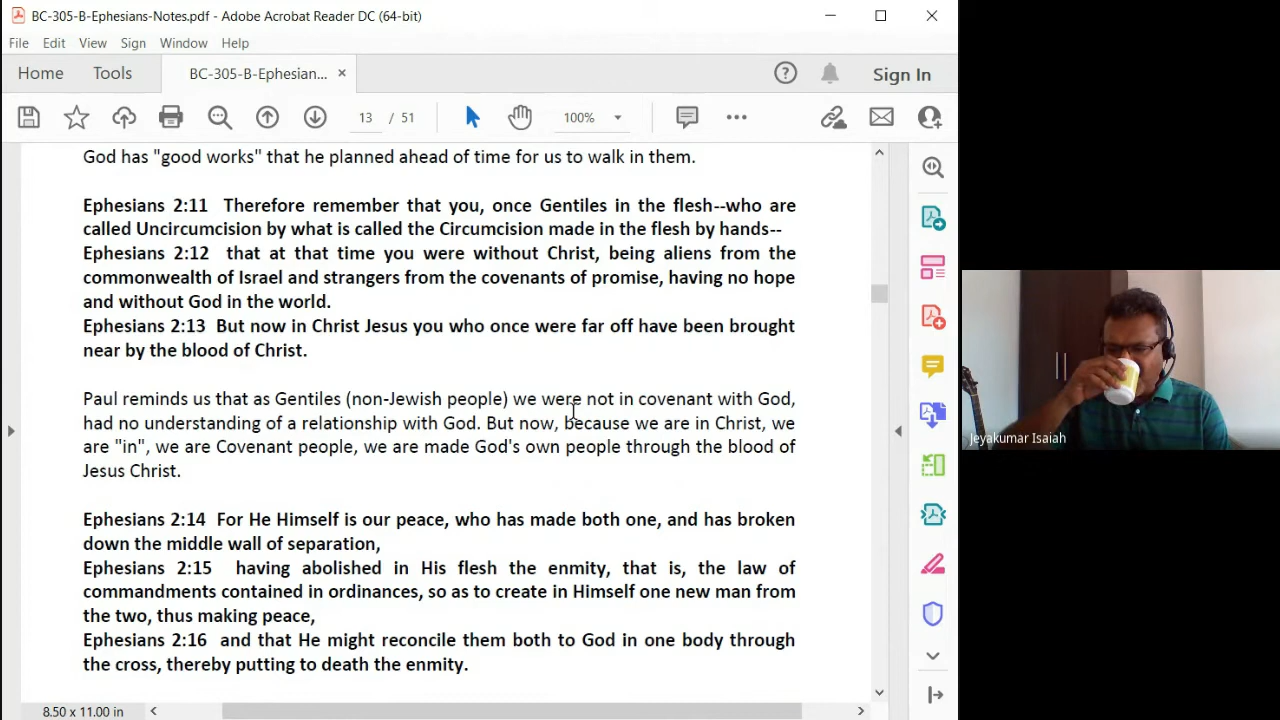 BC-305-B-Ephesians-Notes.pdf - Adobe Acrobat Reader DC (64-bit)
File Edit View Sign Window Help
Home Tools BC-305-B-Ephesian... × Sign In
13 / 51 100%
God has "good works" that he planned ahead of time for us to walk in them.
Ephesians 2:11 Therefore remember that you, once Gentiles in the flesh--who are
called Uncircumcision by what is called the Circumcision made in the flesh by hands--
Ephesians 2:12 that at that time you were without Christ, being aliens from the
commonwealth of Israel and strangers from the covenants of promise, having no hope
and without God in the world.
Ephesians 2:13 But now in Christ Jesus you who once were far off have been brought
near by the blood of Christ.
Paul reminds us that as Gentiles (non-Jewish people) we were not in covenant with God,
had no understanding of a relationship with God. But now, because we are in Christ, we
are "in", we are Covenant people, we are made God's own people through the blood of
Jesus Christ.
Ephesians 2:14 For He Himself is our peace, who has made both one, and has broken
down the middle wall of separation,
Ephesians 2:15 having abolished in His flesh the enmity, that is, the law of
commandments contained in ordinances, so as to create in Himself one new man from
the two, thus making peace,
Ephesians 2:16 and that He might reconcile them both to God in one body through
the cross, thereby putting to death the enmity.
8.50 x 11.00 in
Jeyakumar Isaiah